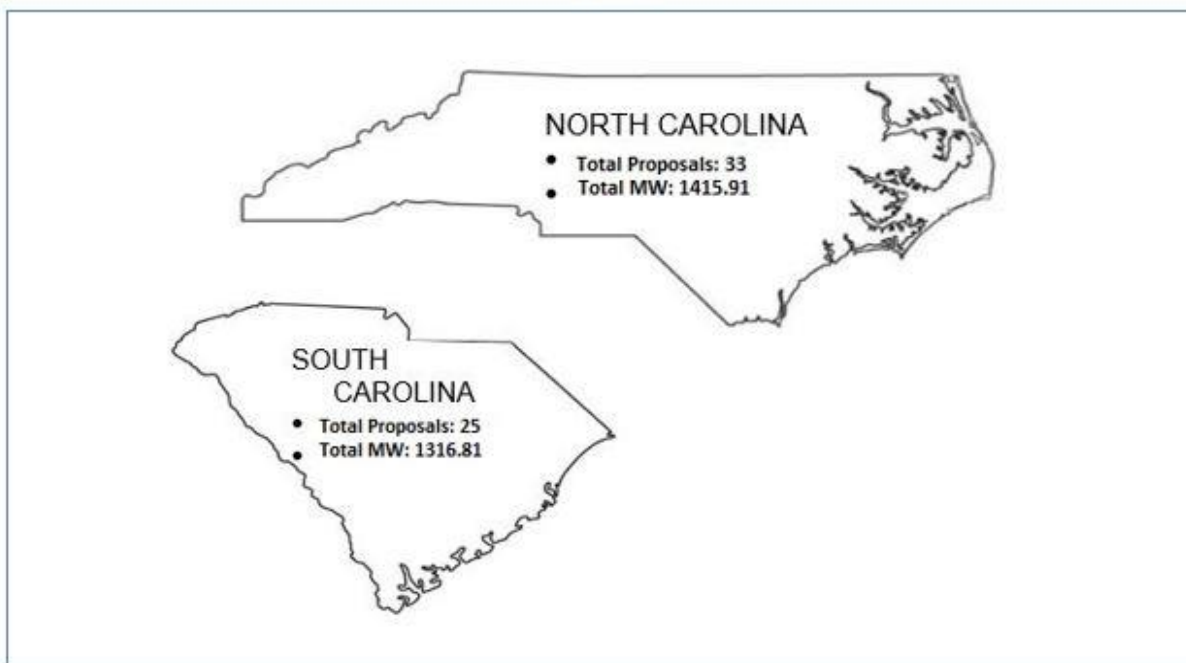 NORTH CAROLINA
• Total Proposals: 33
• Total MW: 1415.91
SOUTH
CAROLINA
• Total Proposals: 25
• Total MW: 1316.81